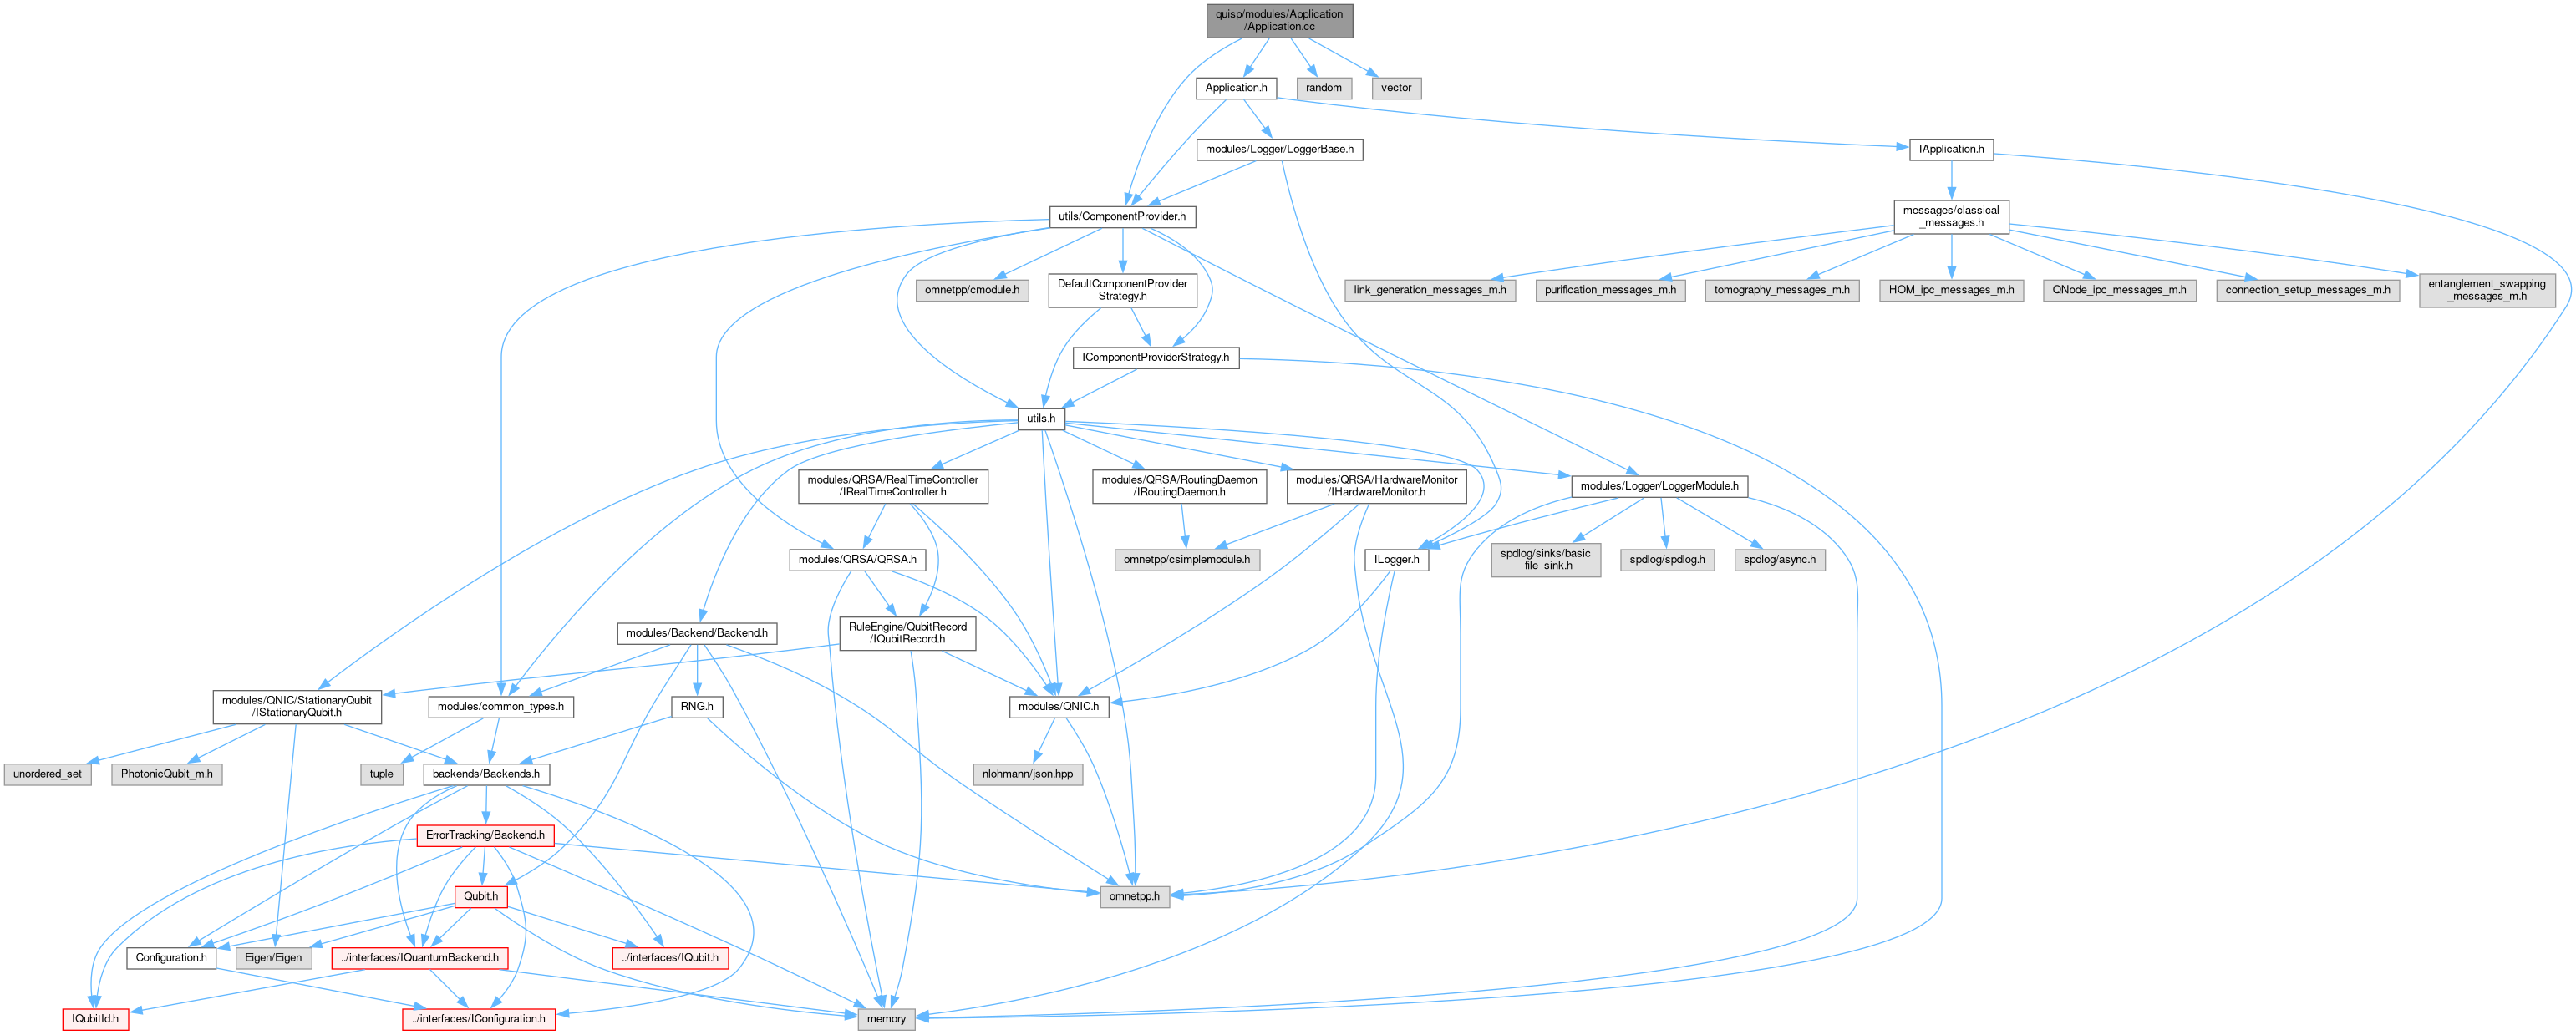 quisp/modules/Application
/Application.cc
Application.h
random
vector
modules/Logger/LoggerBase.h
IApplication.h
utils/ComponentProvider.h
messages/classical
_messages.h
omnetpp/cmodule.h
DefaultComponentProvider
Strategy.h
link_generation_messages_m.h
purification_messages_m.h
tomography_messages_m.h
HOM_ipc_messages_m.h
QNode_ipc_messages_m.h
connection_setup_messages_m.h
entanglement_swapping
_messages_m.h
IComponentProviderStrategy.h
utils.h
modules/QRSA/RealTimeController
/IRealTimeController.h
modules/QRSA/RoutingDaemon
/IRoutingDaemon.h
modules/QRSA/HardwareMonitor
/IHardwareMonitor.h
modules/Logger/LoggerModule.h
modules/QRSA/QRSA.h
omnetpp/csimplemodule.h
ILogger.h
spdlog/sinks/basic
_file_sink.h
spdlog/spdlog.h
spdlog/async.h
modules/Backend/Backend.h
RuleEngine/QubitRecord
/IQubitRecord.h
modules/QNIC/StationaryQubit
/IStationaryQubit.h
modules/common_types.h
RNG.h
modules/QNIC.h
unordered_set
PhotonicQubit_m.h
tuple
backends/Backends.h
nlohmann/json.hpp
ErrorTracking/Backend.h
Qubit.h
omnetpp.h
Configuration.h
Eigen/Eigen
../interfaces/IQuantumBackend.h
../interfaces/IQubit.h
IQubitId.h
../interfaces/IConfiguration.h
memory